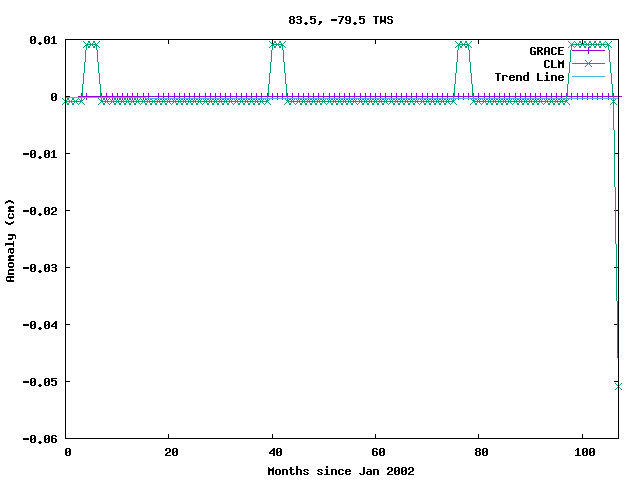 83.5, -79.5 TWS
0.01
0
-0.01
-0.02
-0.03
-0.04
-0.05
-0.06
Anomaly (cm)
GRACE
CLM
Trend Line
0 20 40 60 80 100
Months since Jan 2002